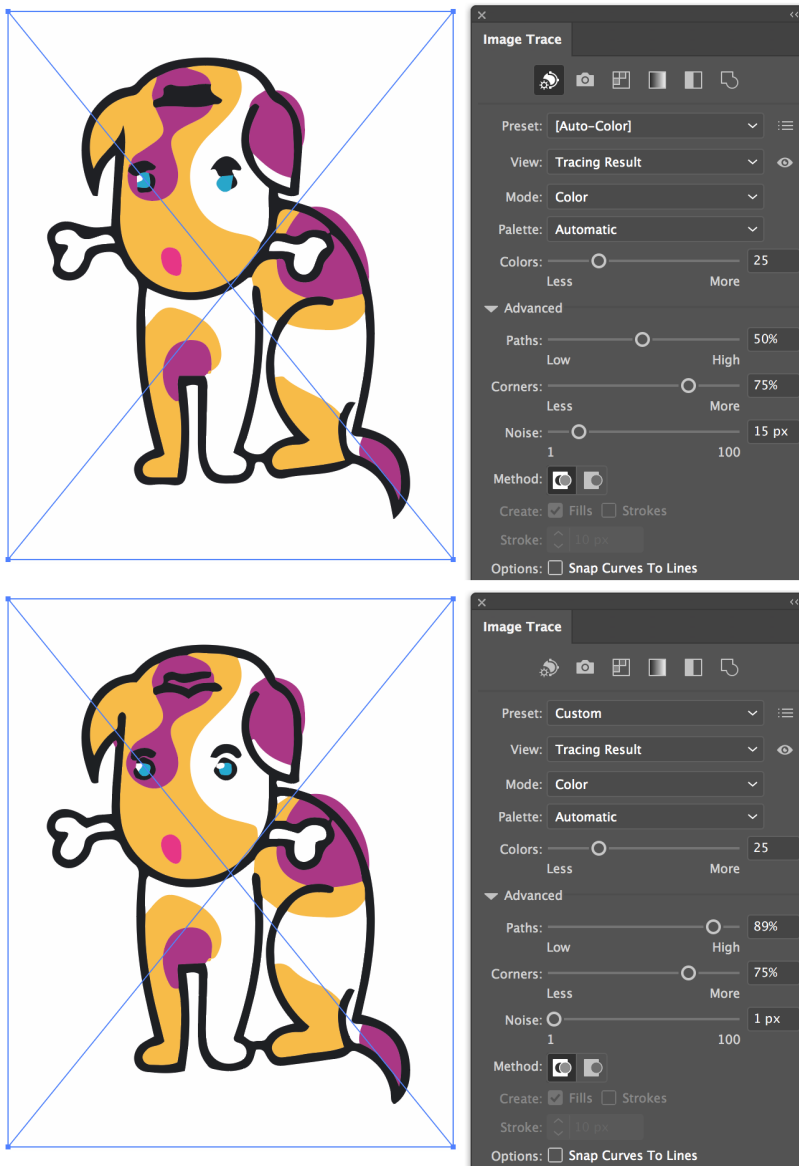 Image Trace
Preset: [Auto-Color]
View: Tracing Result
Mode: Color
Palette: Automatic
Colors: 25
Less More
Advanced
Paths: 50%
Low High
Corners: 75%
Less More
Noise: 15 px
1 100
Method:
Create: Fills Strokes
Stroke: 10 px
Options: Snap Curves To Lines
Image Trace
Preset: Custom
View: Tracing Result
Mode: Color
Palette: Automatic
Colors: 25
Less More
Advanced
Paths: 89%
Low High
Corners: 75%
Less More
Noise: 1 px
1 100
Method:
Create: Fills Strokes
Stroke: 10 px
Options: Snap Curves To Lines